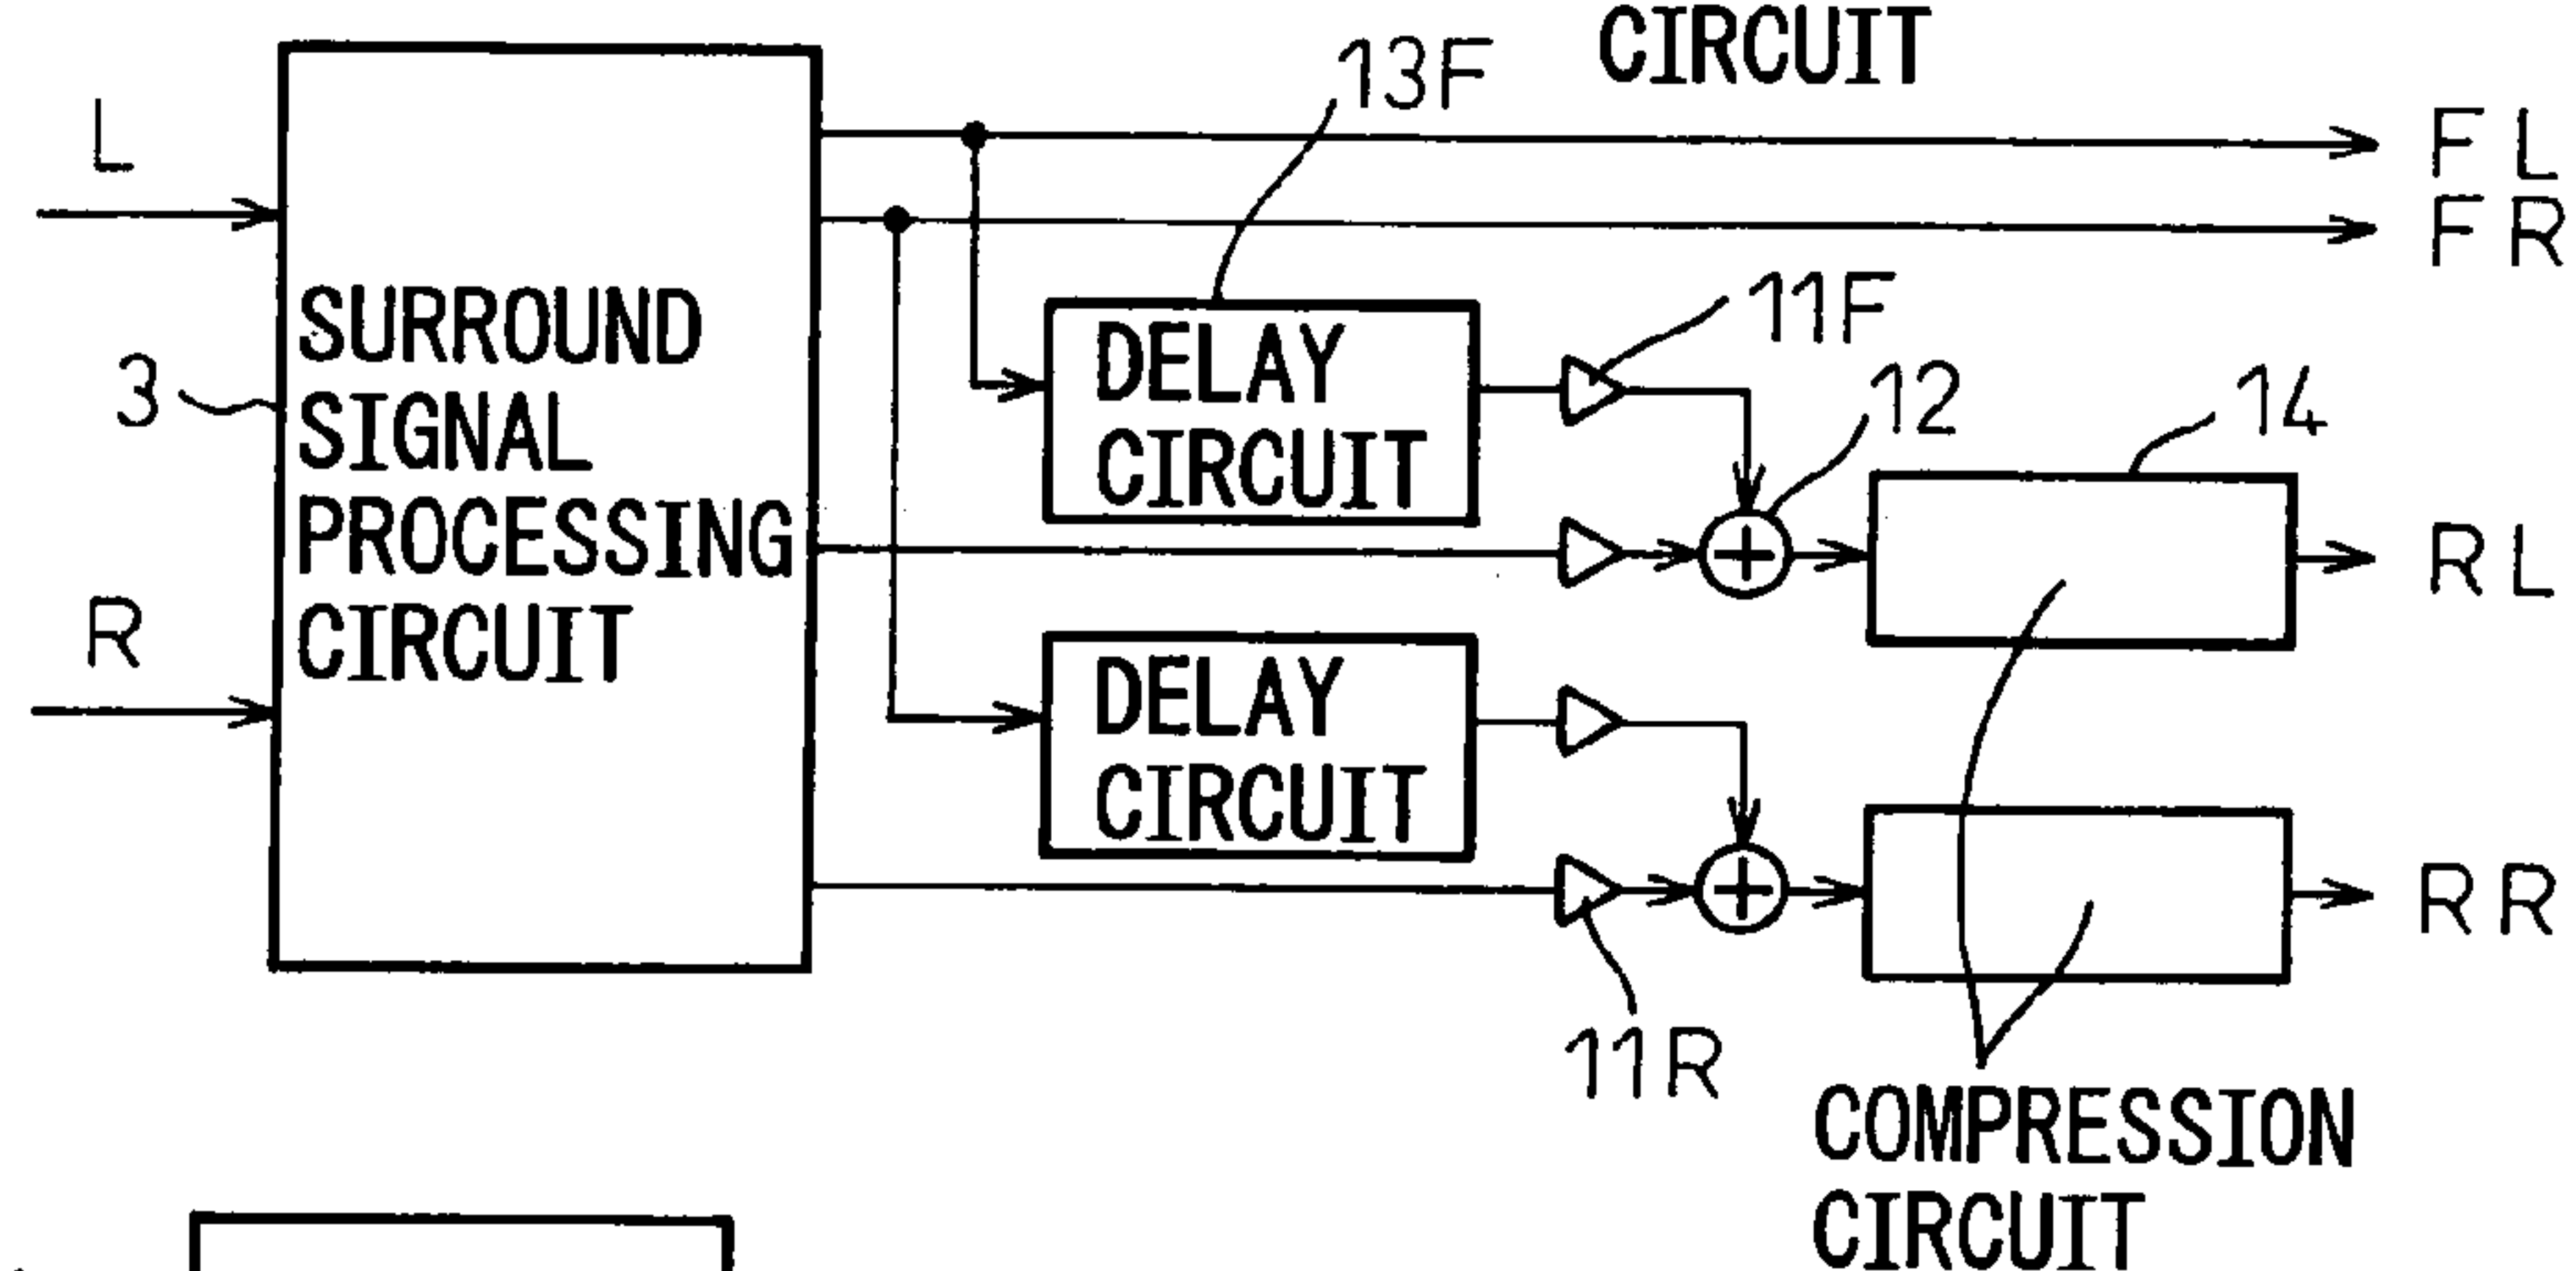 CIRCUIT
13F
L
FL
FR
11F
SURROUND
SIGNAL
PROCESSING
CIRCUIT
3
DELAY
CIRCUIT
12
14
RL
R
DELAY
CIRCUIT
RR
11R
COMPRESSION
CIRCUIT